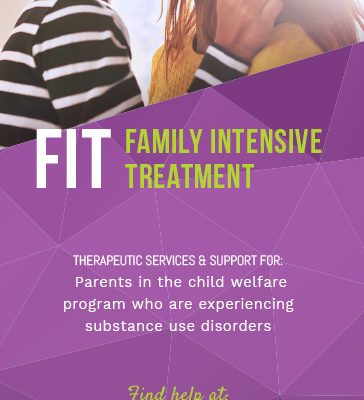 FIT FAMILY INTENSIVE
TREATMENT
THERAPEUTIC SERVICES & SUPPORT FOR:
Parents in the child welfare
program who are experiencing
substance use disorders
Find help at: